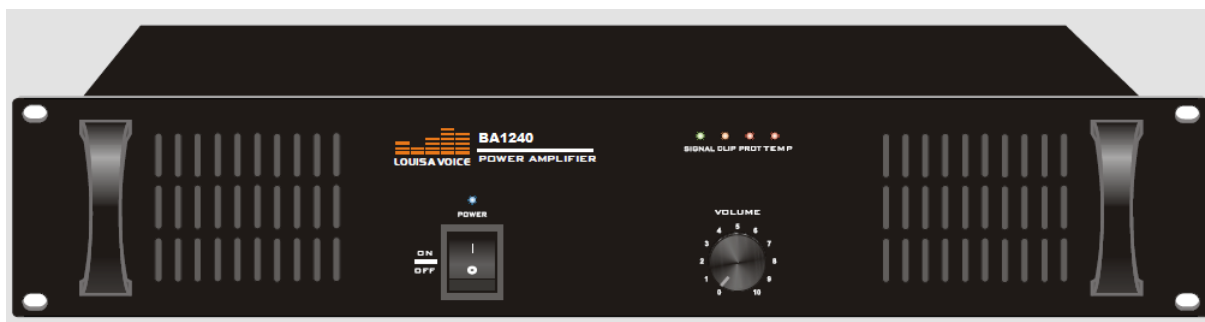 BA1240
LOUISA VOICE
POWER AMPLIFIER
SIGNAL CLIP PROT TEMP
POWER
ON
OFF
I
O
VOLUME
0 1 2 3 4 5 6 7 8 9 10